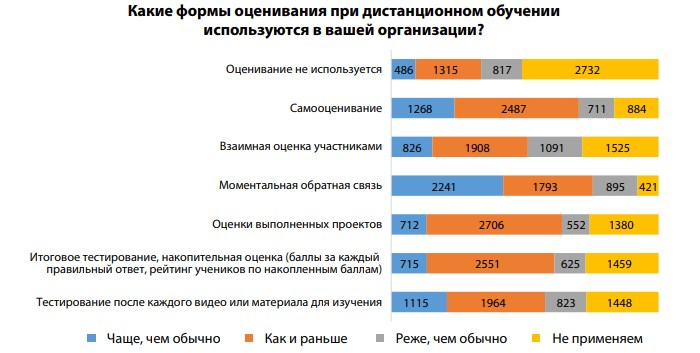 Какие формы оценивания при дистанционном обучении
используются в вашей организации?
Оценивание не используется 486 1315 817 2732
Самооценивание 1268 2487 711 884
Взаимная оценка участниками 826 1908 1091 1525
Моментальная обратная связь 2241 1793 895 421
Оценки выполненных проектов 712 2706 552 1380
Итоговое тестирование, накопительная оценка (баллы за каждый
правильный ответ, рейтинг учеников по накопленным баллам) 715 2551 625 1459
Тестирование после каждого видео или материала для изучения 1115 1964 823 1448
Чаще, чем обычно Как и раньше Реже, чем обычно Не применяем